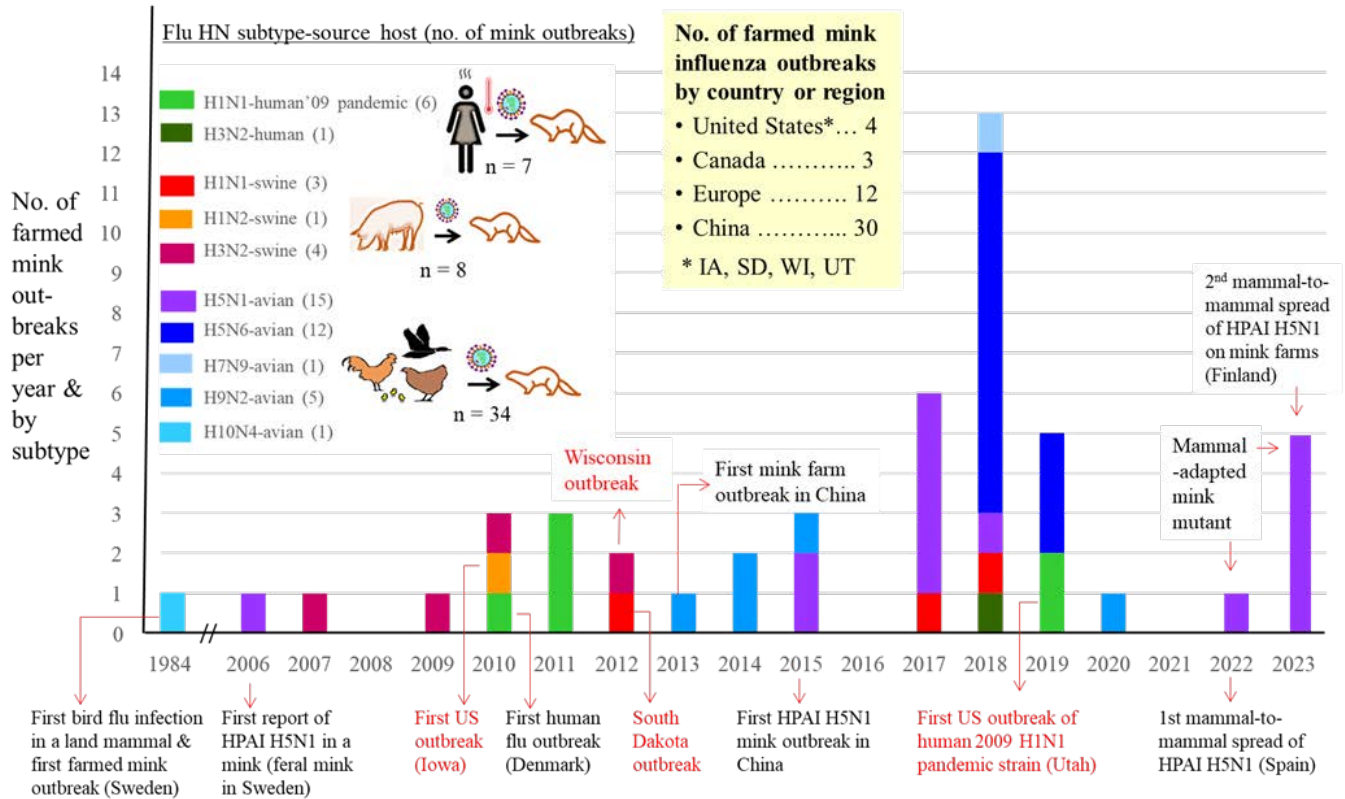 Flu HN subtype-source host (no. of mink outbreaks)
H1N1-human'09 pandemic (6)
H3N2-human (1)
n = 7
H1N1-swine (3)
H1N2-swine (1)
H3N2-swine (4)
n = 8
H5N1-avian (15)
H5N6-avian (12)
H7N9-avian (1)
H9N2-avian (5)
H10N4-avian (1)
n = 34
No. of farmed mink
influenza outbreaks
by country or region
• United States*… 4
• Canada ……….. 3
• Europe ……….. 12
• China ………... 30
* IA, SD, WI, UT
No. of
farmed
mink
out-
breaks
per
year &
by
subtype
14
13
12
11
10
9
8
7
6
5
4
3
2
1
0
Wisconsin
outbreak
First mink farm
outbreak in China
2nd mammal-to-
mammal spread
of HPAI H5N1
on mink farms
(Finland)
Mammal
-adapted
mink
mutant
1984 // 2006 2007 2008 2009 2010 2011 2012 2013 2014 2015 2016 2017 2018 2019 2020 2021 2022 2023
First bird flu infection
in a land mammal &
first farmed mink
outbreak (Sweden)
First report of
HPAI H5N1 in a
mink (feral mink
in Sweden)
First US
outbreak
(Iowa)
First human
flu outbreak
(Denmark)
South
Dakota
outbreak
First HPAI H5N1
mink outbreak in
China
First US outbreak of
human 2009 H1N1
pandemic strain (Utah)
1st mammal-to-
mammal spread of
HPAI H5N1 (Spain)